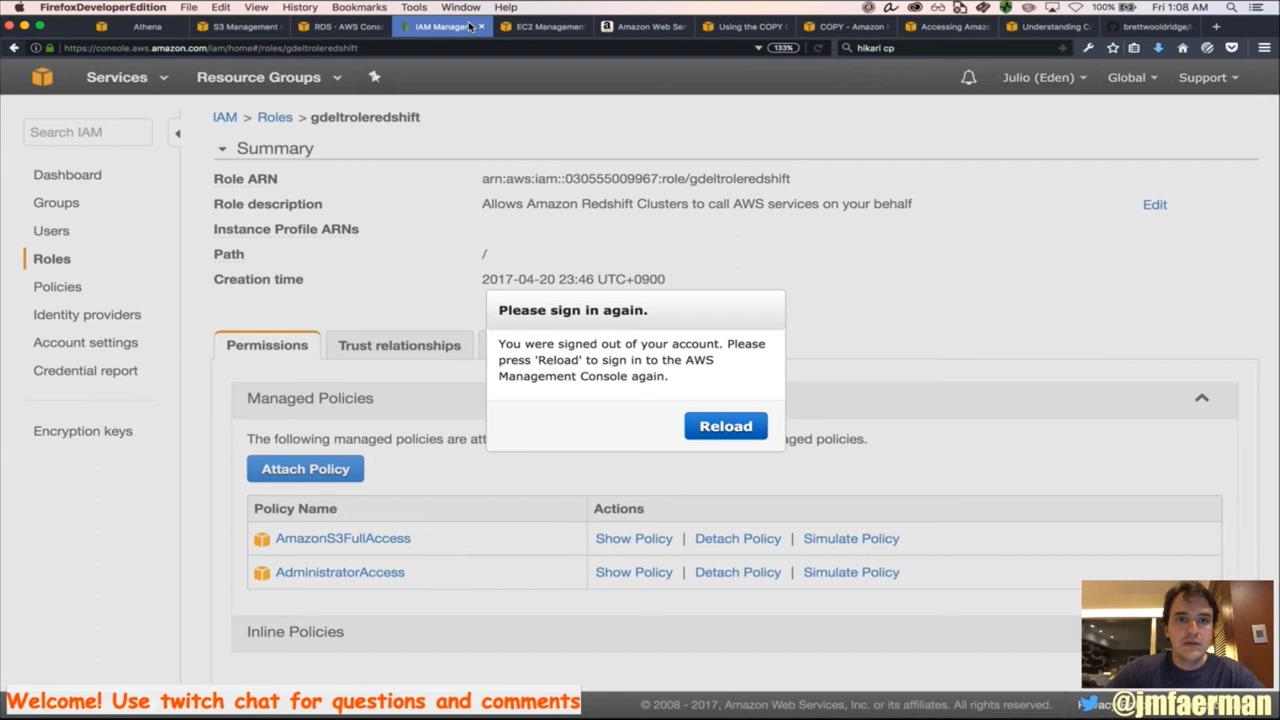 FirefoxDeveloperEdition File Edit View History Bookmarks Tools Window Help 100% Fri 1:08 AM
Athena S3 Management RDS - AWS Conso IAM Manage EC2 Management Amazon Web Ser Using the COPY COPY - Amazon Accessing Amazon Understanding C brettwooldridge/
https://console.aws.amazon.com/iam/home#/roles/gdeltroleredshift 133% hikari cp
Services Resource Groups Julio (Eden) Global Support
Search IAM
Dashboard
Groups
Users
Roles
Policies
Identity providers
Account settings
Credential report
Encryption keys
IAM > Roles > gdeltroleredshift
Summary
Role ARN arn:aws:iam::030555009967:role/gdeltroleredshift
Role description Allows Amazon Redshift Clusters to call AWS services on your behalf Edit
Instance Profile ARNs
Path /
Creation time 2017-04-20 23:46 UTC+0900
Please sign in again.
You were signed out of your account. Please
press 'Reload' to sign in to the AWS
Management Console again.
Reload
Permissions Trust relationships
Managed Policies
The following managed policies are att aged policies.
Attach Policy
Policy Name Actions
AmazonS3FullAccess Show Policy | Detach Policy | Simulate Policy
AdministratorAccess Show Policy | Detach Policy | Simulate Policy
Inline Policies
Welcome! Use twitch chat for questions and comments
© 2008 - 2017, Amazon Web Services, Inc. or its affiliates. All rights reserved.
@jmfaerman